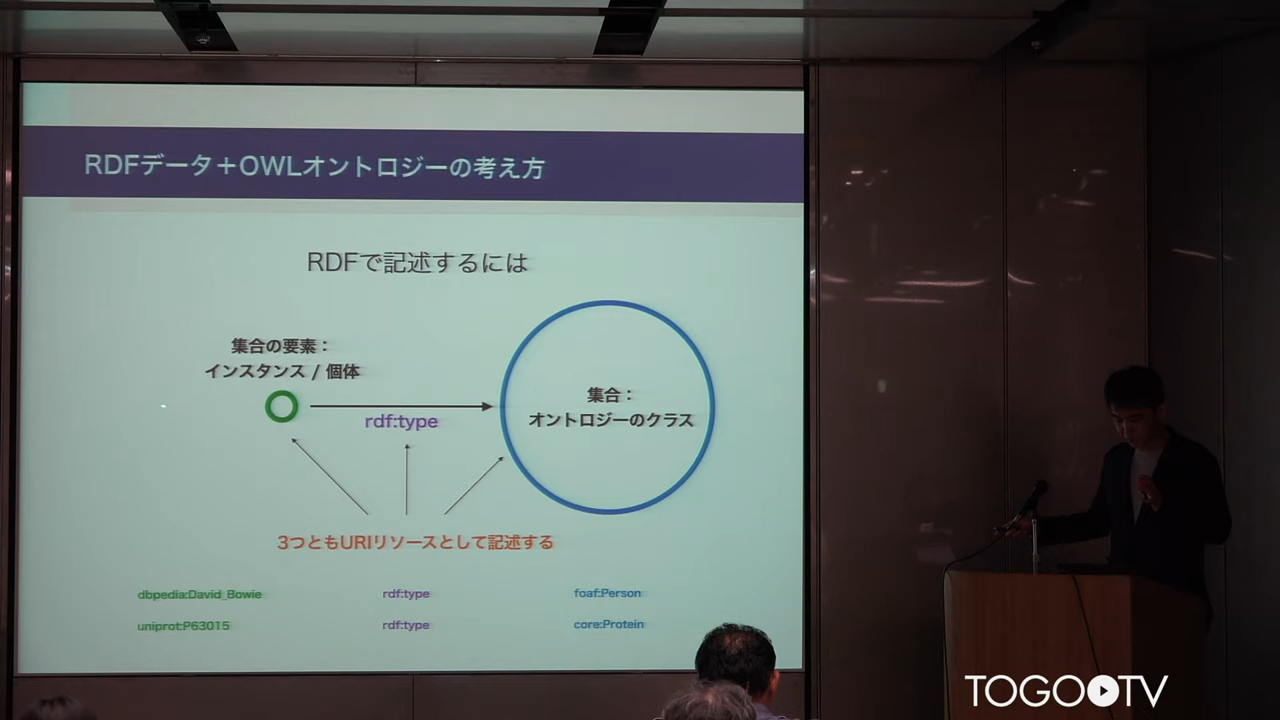 RDFデータ＋OWLオントロジーの考え方
RDFで記述するには
集合の要素：
インスタンス / 個体
rdf:type
集合：
オントロジーのクラス
3つともURIリソースとして記述する
dbpedia:David_Bowie rdf:type foaf:Person
uniprot:P63015 rdf:type core:Protein
TOGOTV